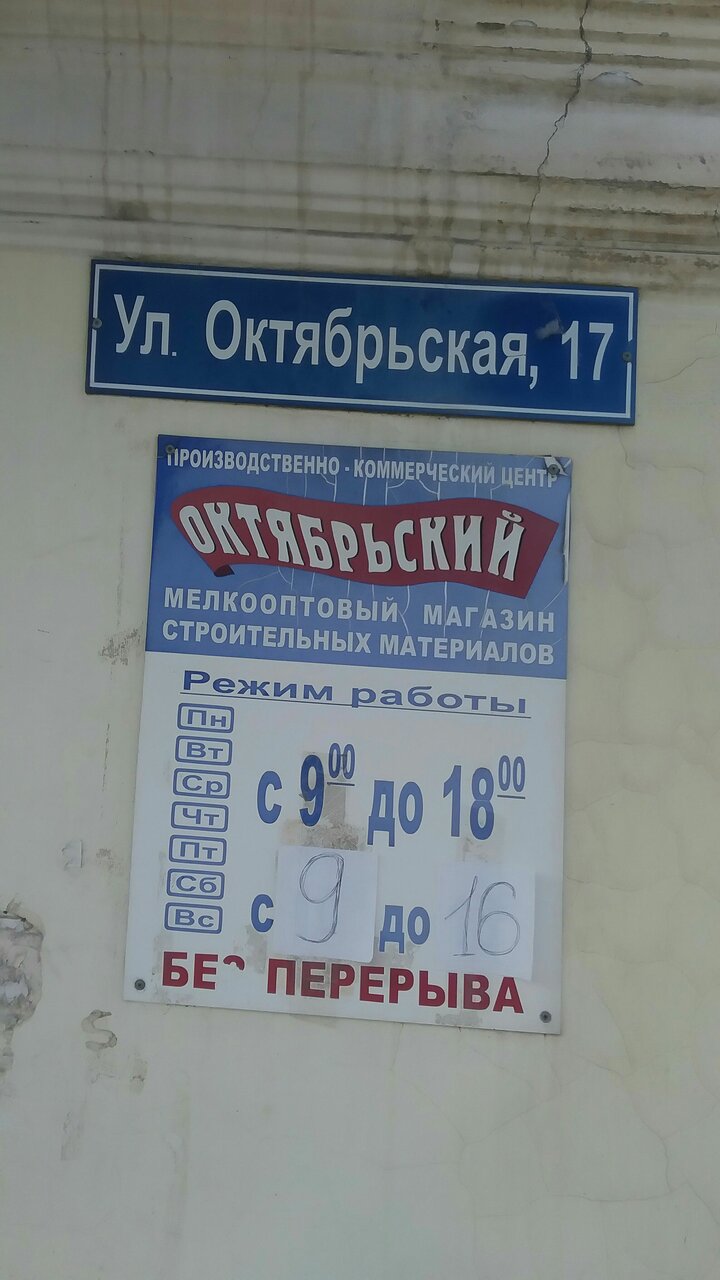 Ул. Октябрьская, 17
ПРОИЗВОДСТВЕННО - КОММЕРЧЕСКИЙ ЦЕНТР
ОКТЯБРЬСКИЙ
МЕЛКООПТОВЫЙ МАГАЗИН
СТРОИТЕЛЬНЫХ МАТЕРИАЛОВ
Режим работы
Пн
Вт
Ср
Чт
Пт
с 9 00 до 18 00
Сб
Вс
с 9 до 16
БЕЗ ПЕРЕРЫВА